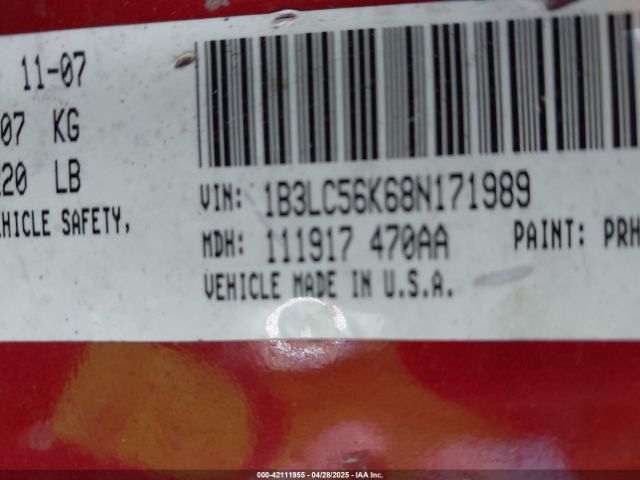 11-07
07 KG
20 LB
EHICLE SAFETY,
VIN: 1B3LC56K68N171989
MDH: 111917 470AA
PAINT: PRH
VEHICLE MADE IN U.S.A.
000-42111955 - 04/28/2025 - IAA Inc.